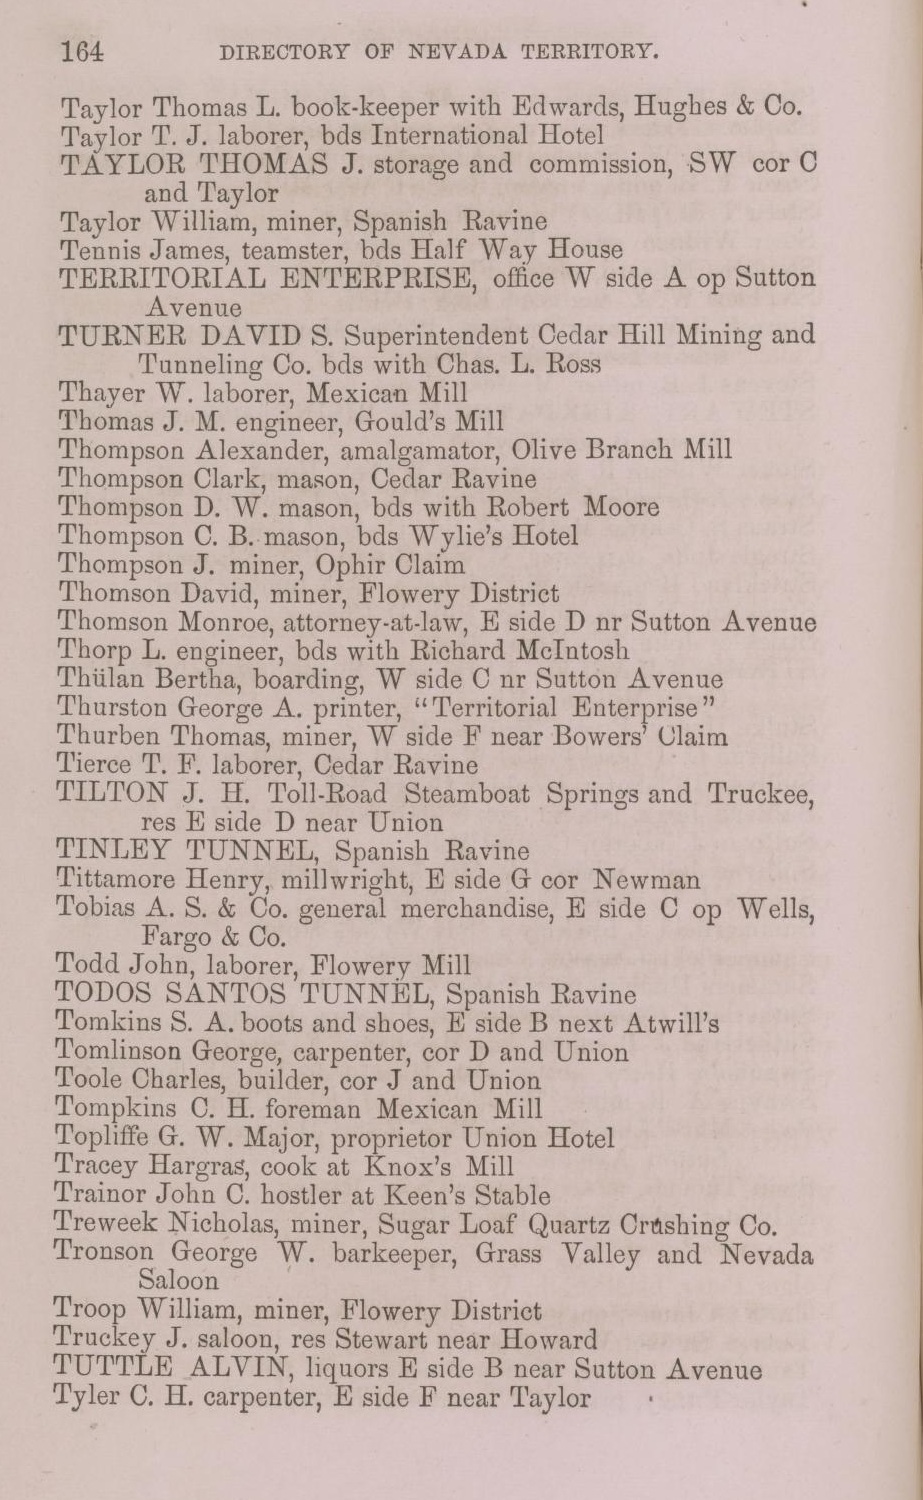 164 DIRECTORY OF NEVADA TERRITORY.
Taylor Thomas L. book-keeper with Edwards, Hughes & Co.
Taylor T. J. laborer, bds International Hotel
TAYLOR THOMAS J. storage and commission, SW cor C
and Taylor
Taylor William, miner, Spanish Ravine
Tennis James, teamster, bds Half Way House
TERRITORIAL ENTERPRISE, office W side A op Sutton
Avenue
TURNER DAVID S. Superintendent Cedar Hill Mining and
Tunneling Co. bds with Chas. L. Ross
Thayer W. laborer, Mexican Mill
Thomas J. M. engineer, Gould's Mill
Thompson Alexander, amalgamator, Olive Branch Mill
Thompson Clark, mason, Cedar Ravine
Thompson D. W. mason, bds with Robert Moore
Thompson C. B. mason, bds Wylie's Hotel
Thompson J. miner, Ophir Claim
Thomson David, miner, Flowery District
Thomson Monroe, attorney-at-law, E side D nr Sutton Avenue
Thorp L. engineer, bds with Richard McIntosh
Thülan Bertha, boarding, W side C nr Sutton Avenue
Thurston George A. printer, "Territorial Enterprise"
Thurben Thomas, miner, W side F near Bowers' Claim
Tierce T. F. laborer, Cedar Ravine
TILTON J. H. Toll-Road Steamboat Springs and Truckee,
res E side D near Union
TINLEY TUNNEL, Spanish Ravine
Tittamore Henry, millwright, E side G cor Newman
Tobias A. S. & Co. general merchandise, E side C op Wells,
Fargo & Co.
Todd John, laborer, Flowery Mill
TODOS SANTOS TUNNEL, Spanish Ravine
Tomkins S. A. boots and shoes, E side B next Atwill's
Tomlinson George, carpenter, cor D and Union
Toole Charles, builder, cor J and Union
Tompkins C. H. foreman Mexican Mill
Topliffe G. W. Major, proprietor Union Hotel
Tracey Hargras, cook at Knox's Mill
Trainor John C. hostler at Keen's Stable
Treweek Nicholas, miner, Sugar Loaf Quartz Crushing Co.
Tronson George W. barkeeper, Grass Valley and Nevada
Saloon
Troop William, miner, Flowery District
Truckey J. saloon, res Stewart near Howard
TUTTLE ALVIN, liquors E side B near Sutton Avenue
Tyler C. H. carpenter, E side F near Taylor